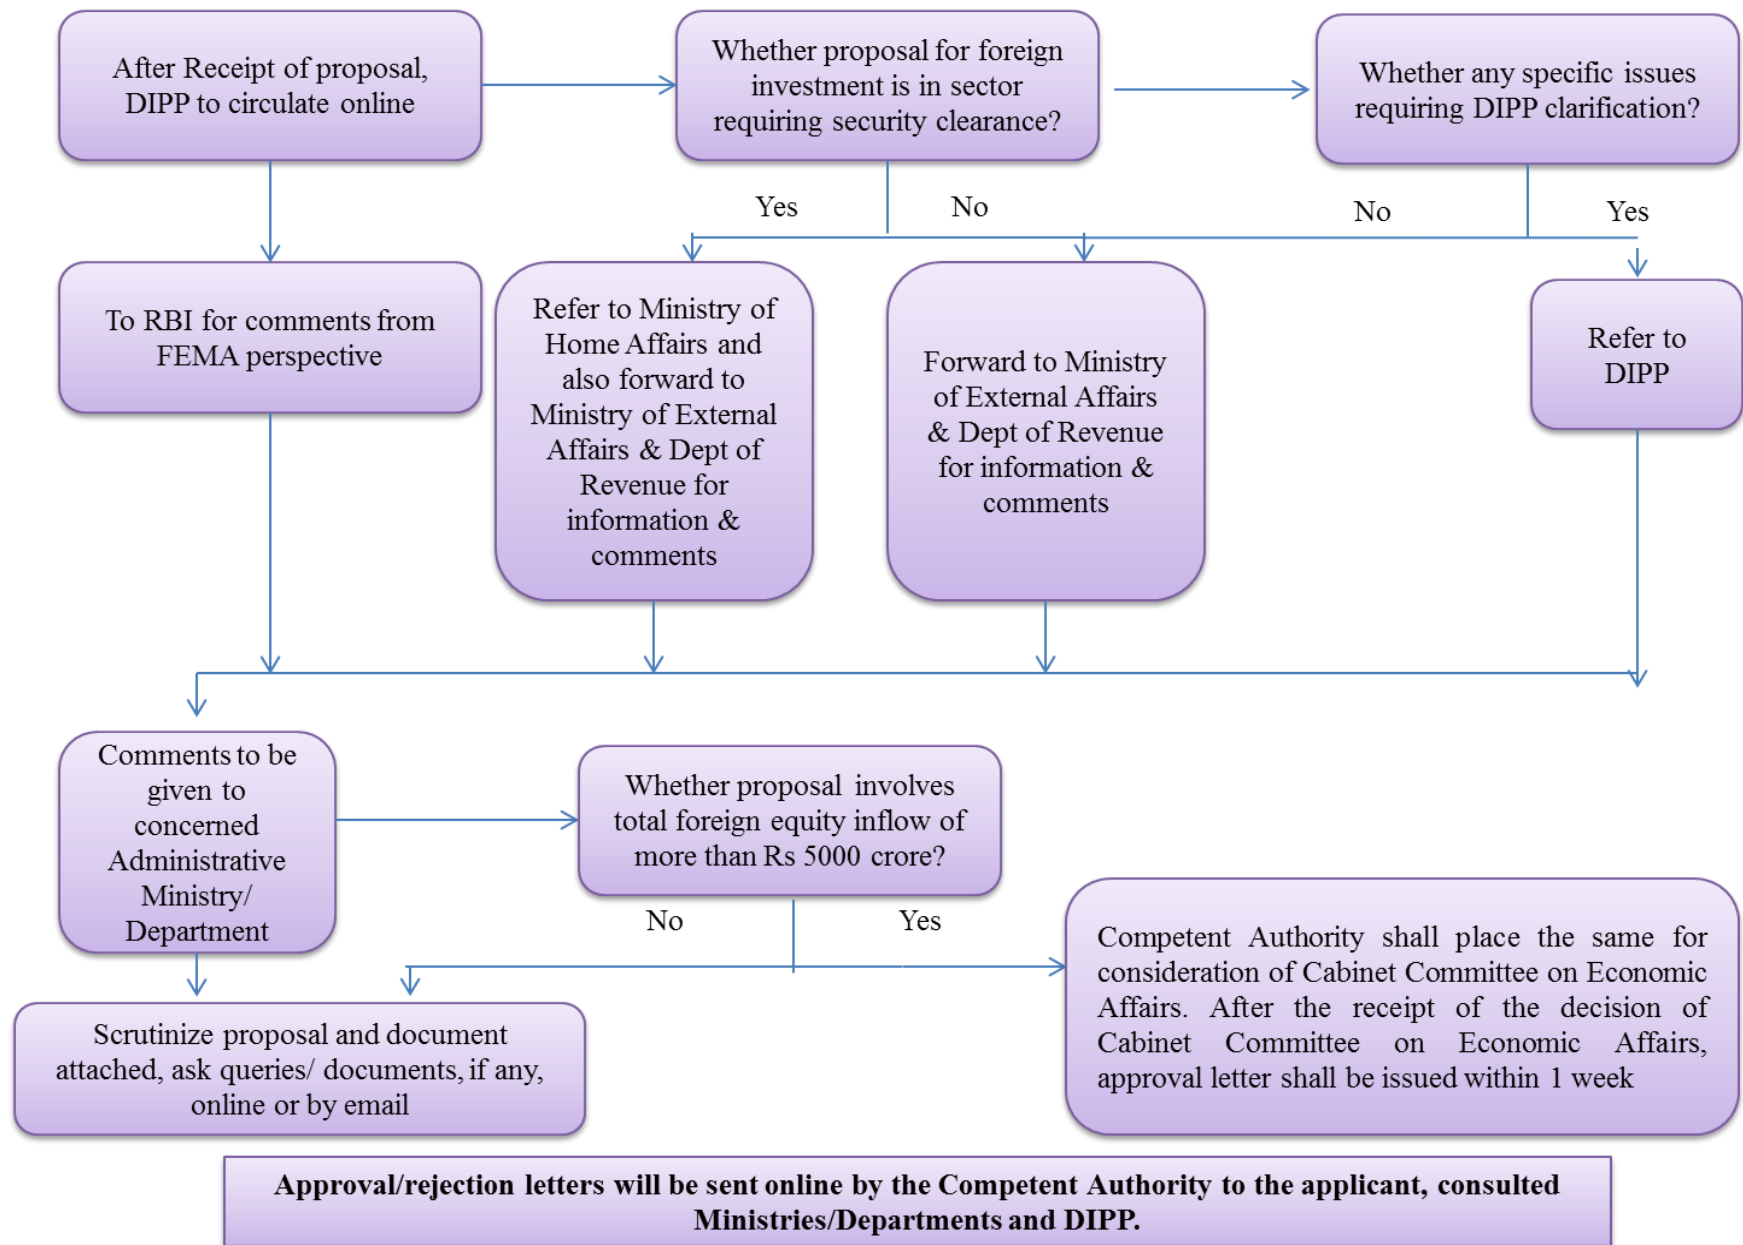 After Receipt of proposal,
DIPP to circulate online
Whether proposal for foreign
investment is in sector
requiring security clearance?
Whether any specific issues
requiring DIPP clarification?
Yes
No
No
Yes
To RBI for comments from
FEMA perspective
Refer to Ministry of
Home Affairs and
also forward to
Ministry of External
Affairs & Dept of
Revenue for
information &
comments
Forward to Ministry
of External Affairs
& Dept of Revenue
for information &
comments
Refer to
DIPP
Comments to be
given to
concerned
Administrative
Ministry/
Department
Whether proposal involves
total foreign equity inflow of
more than Rs 5000 crore?
No
Yes
Scrutinize proposal and document
attached, ask queries/ documents, if any,
online or by email
Competent Authority shall place the same for
consideration of Cabinet Committee on Economic
Affairs. After the receipt of the decision of
Cabinet Committee on Economic Affairs,
approval letter shall be issued within 1 week
Approval/rejection letters will be sent online by the Competent Authority to the applicant, consulted
Ministries/Departments and DIPP.